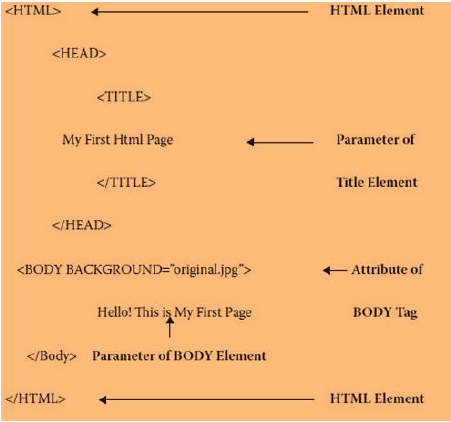 <HTML> HTML Element
<HEAD>
<TITLE>
My First Html Page Parameter of
</TITLE> Title Element
</HEAD>
<BODY BACKGROUND="original.jpg"> Attribute of
Hello! This is My First Page BODY Tag
</Body> Parameter of BODY Element
</HTML> HTML Element